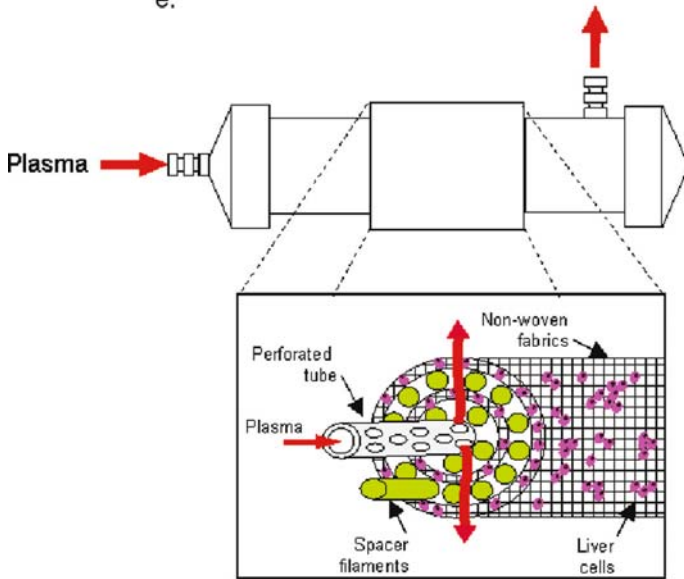 e.
Plasma
Non-woven
fabrics
Perforated
tube
Plasma
Spacer
filaments
Liver
cells